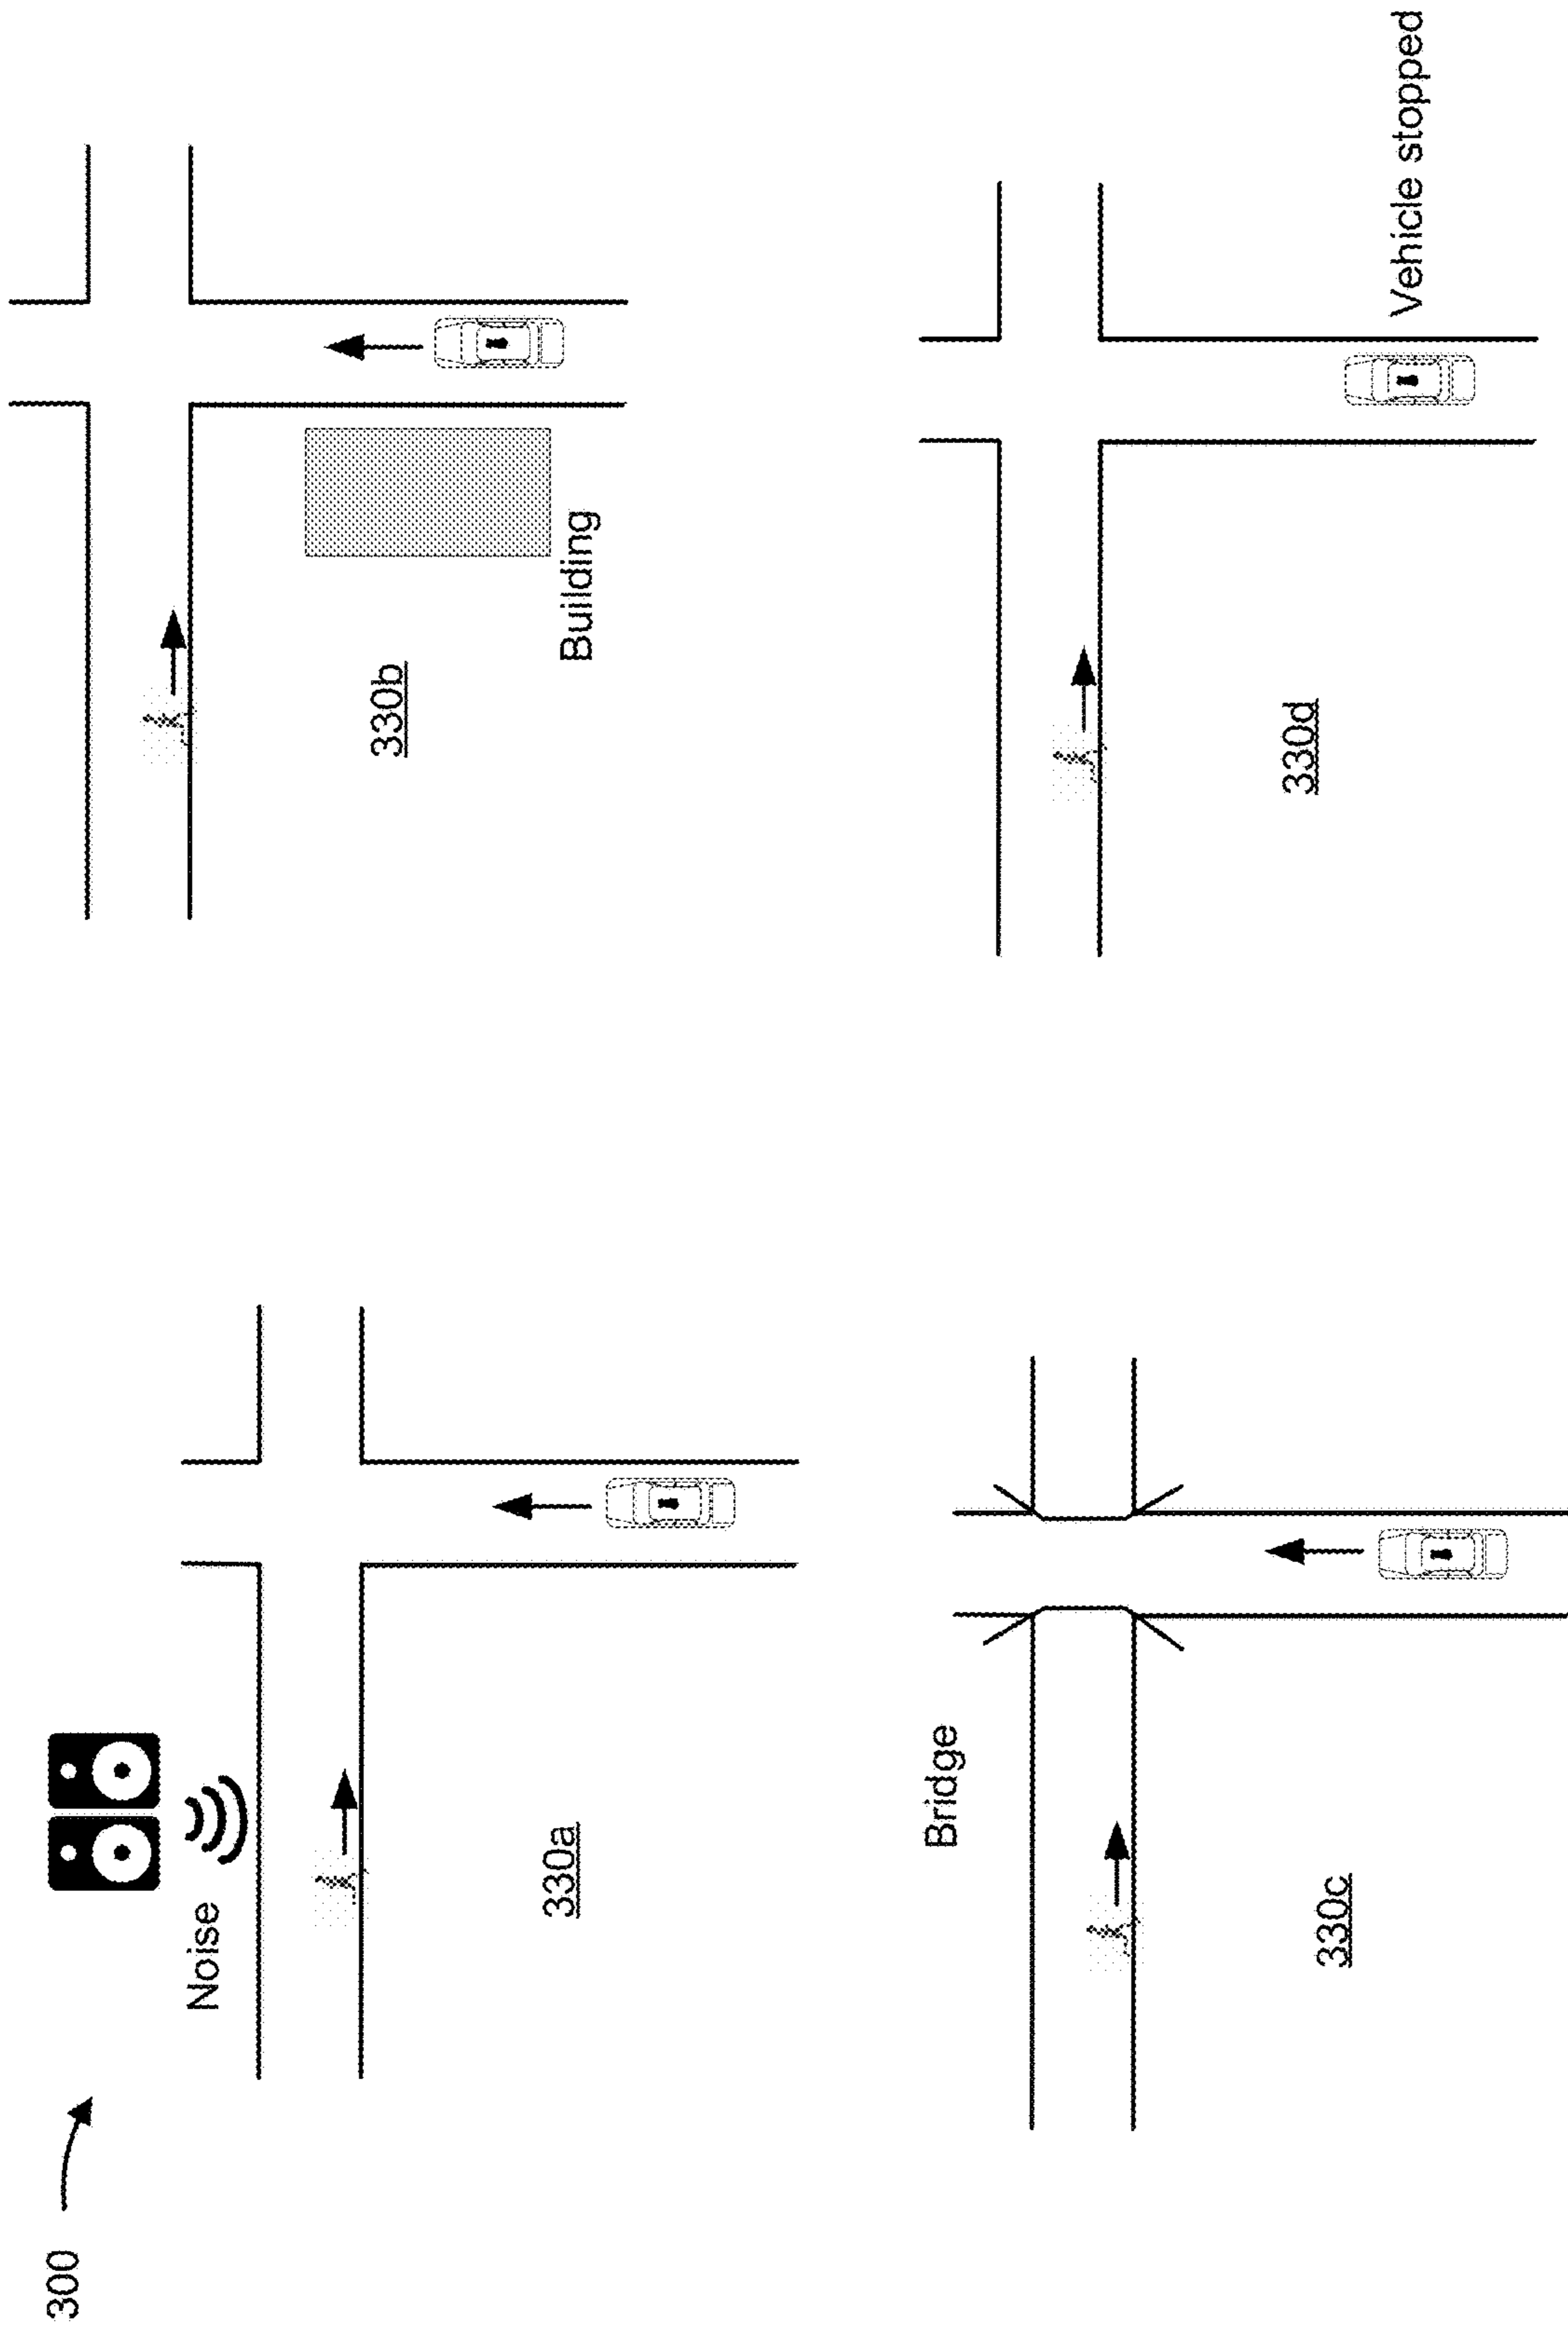 300
Noise
330a
Building
330b
Bridge
330c
Vehicle stopped
330d